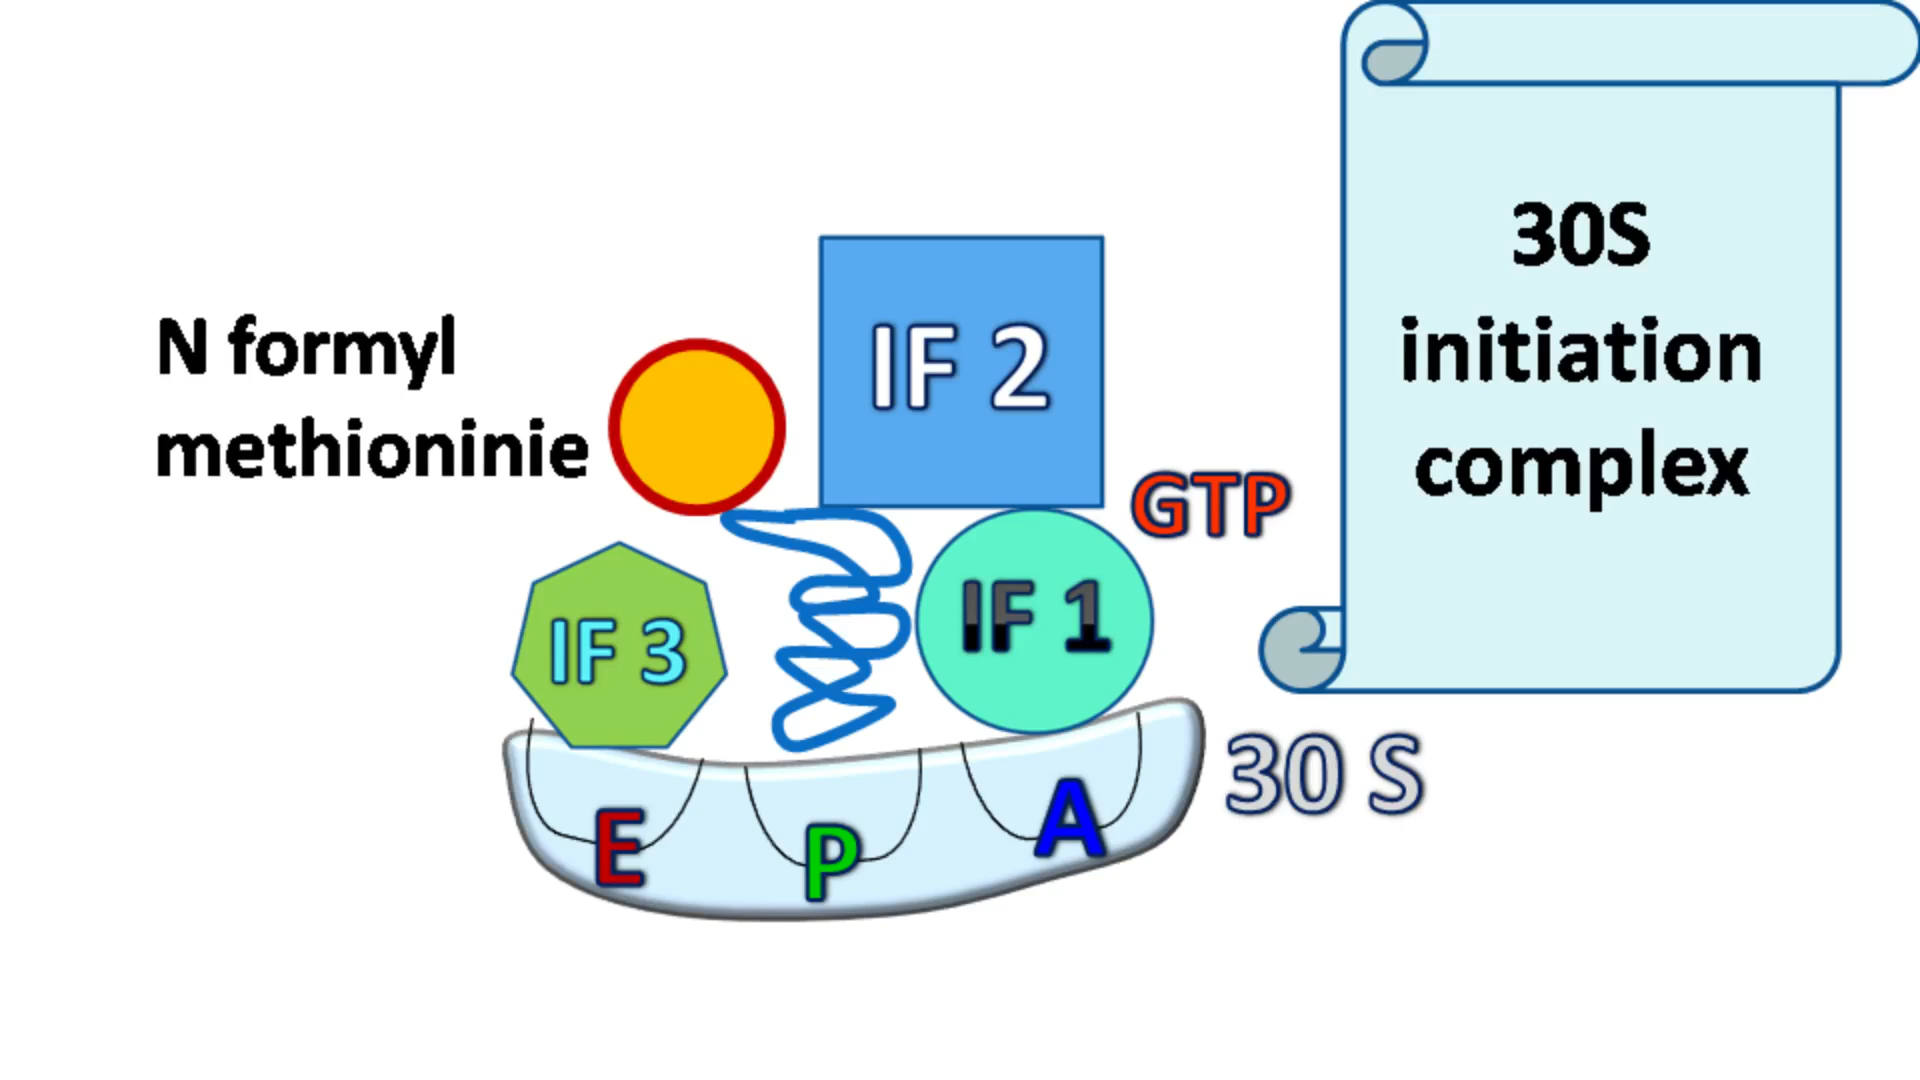 N formyl
methioninie
IF 2
GTP
IF 3
IF 1
E
P
A
30 S
30S
initiation
complex